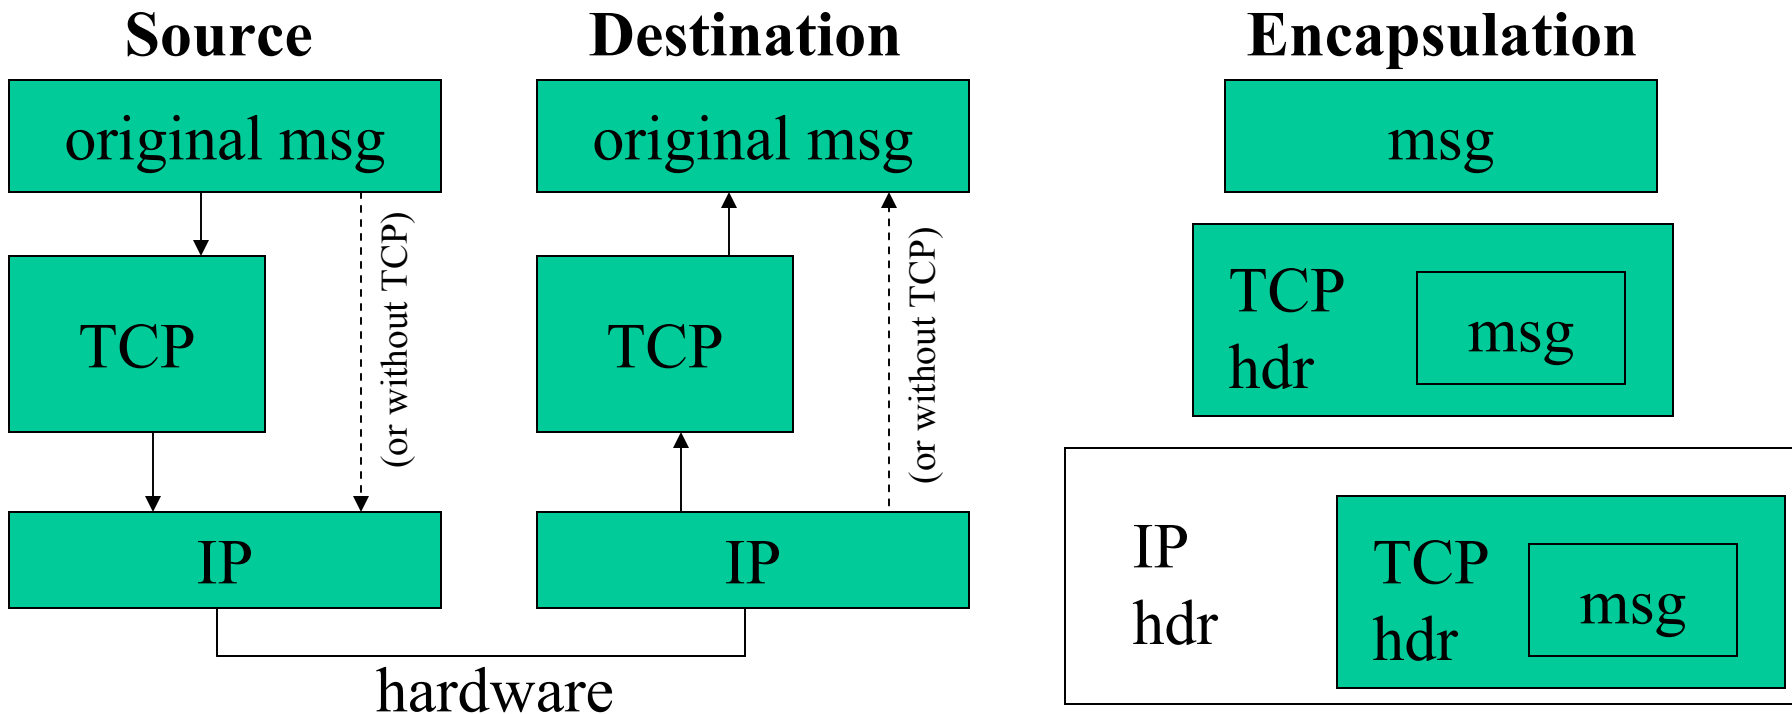 Source
original msg
TCP
(or without TCP)
IP
Destination
original msg
TCP
(or without TCP)
IP
hardware
Encapsulation
msg
TCP
hdr
msg
IP
hdr
TCP
hdr
msg